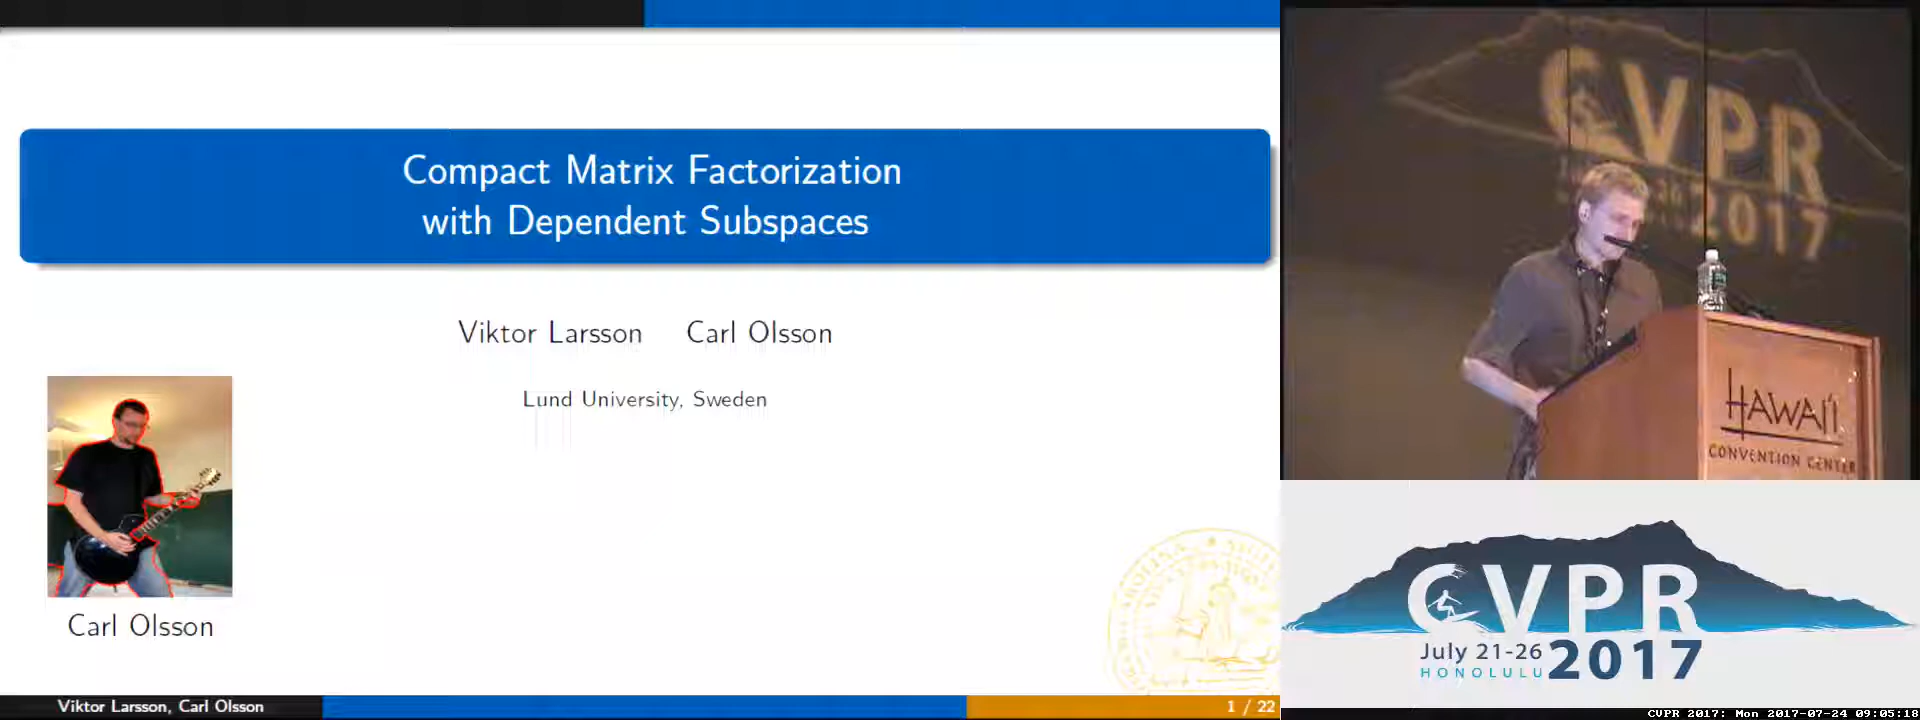 Compact Matrix Factorization
with Dependent Subspaces
Viktor Larsson Carl Olsson
Lund University, Sweden
Carl Olsson
Viktor Larsson, Carl Olsson
1 / 22
CVPR
2017
HAWAI'I
CONVENTION CENTER
CVPR
July 21-26
HONOLULU
2017
CVPR 2017: Mon 2017-07-24 09:05:18